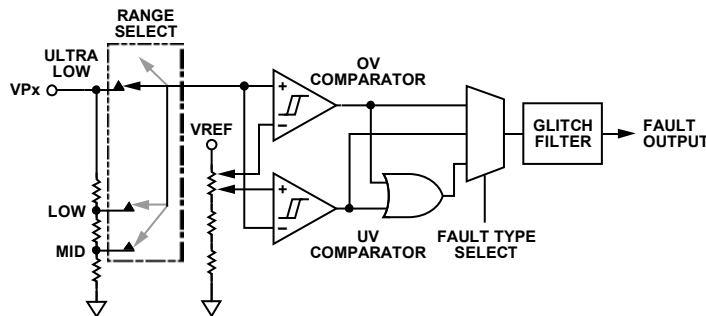 RANGE
SELECT
ULTRA
LOW
VPx
OV
COMPARATOR
+
−
VREF
GLITCH
FILTER
FAULT
OUTPUT
+
−
LOW
MID
UV
COMPARATOR
FAULT TYPE
SELECT